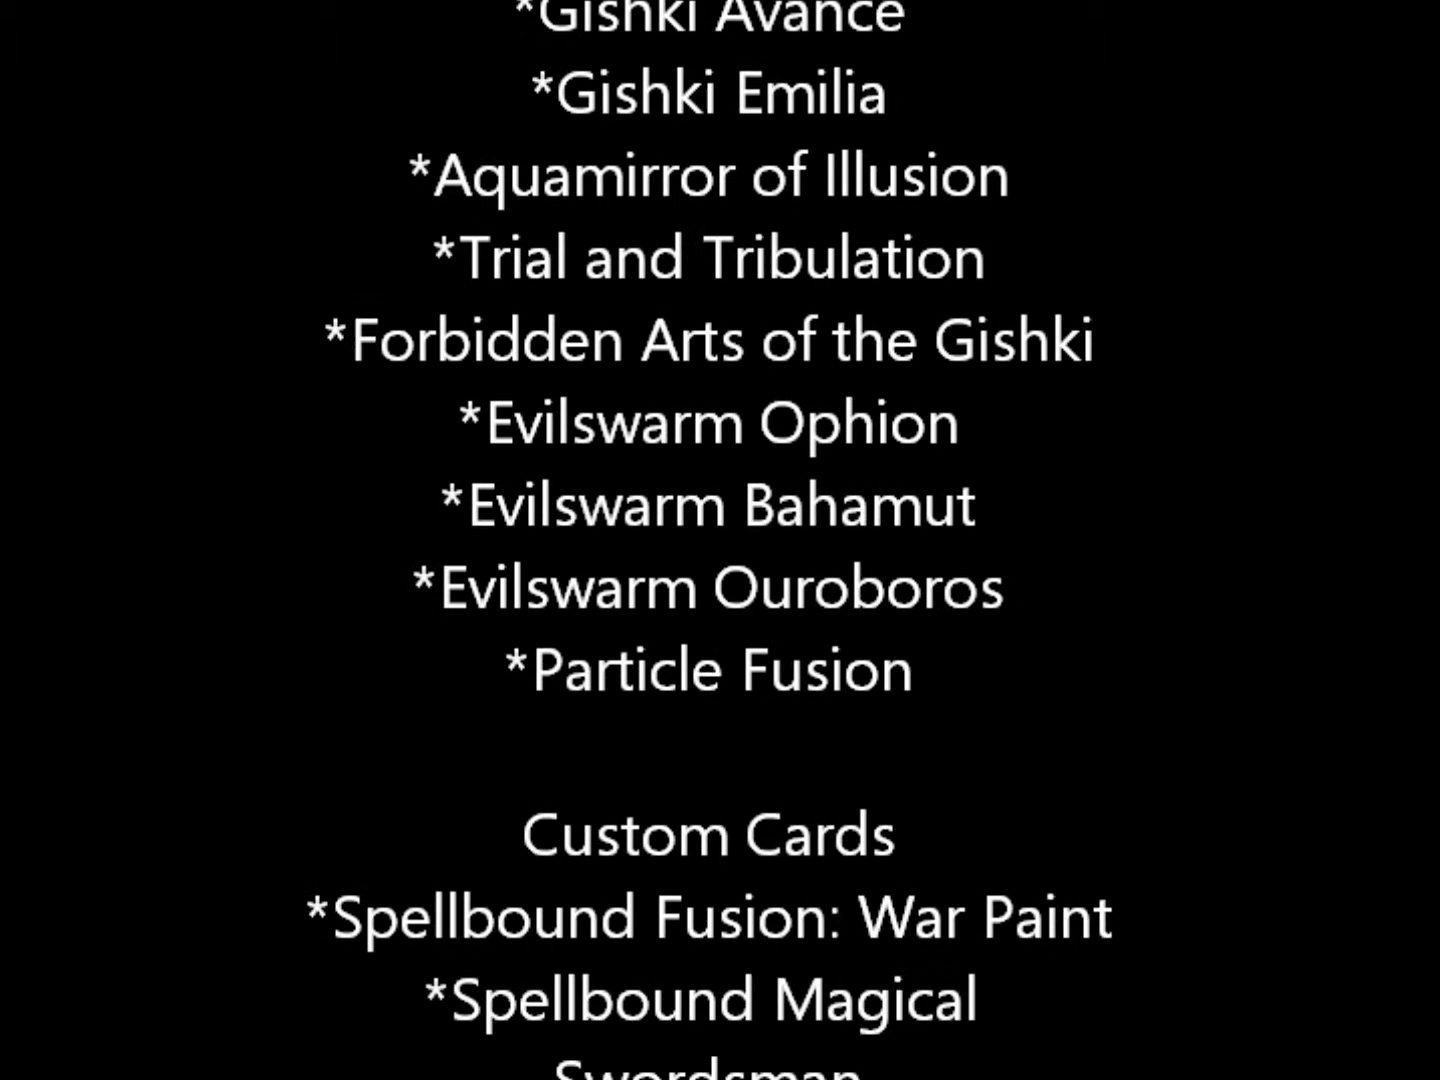 *Gishki Avance
*Gishki Emilia
*Aquamirror of Illusion
*Trial and Tribulation
*Forbidden Arts of the Gishki
*Evilswarm Ophion
*Evilswarm Bahamut
*Evilswarm Ouroboros
*Particle Fusion
Custom Cards
*Spellbound Fusion: War Paint
*Spellbound Magical
Swordsman